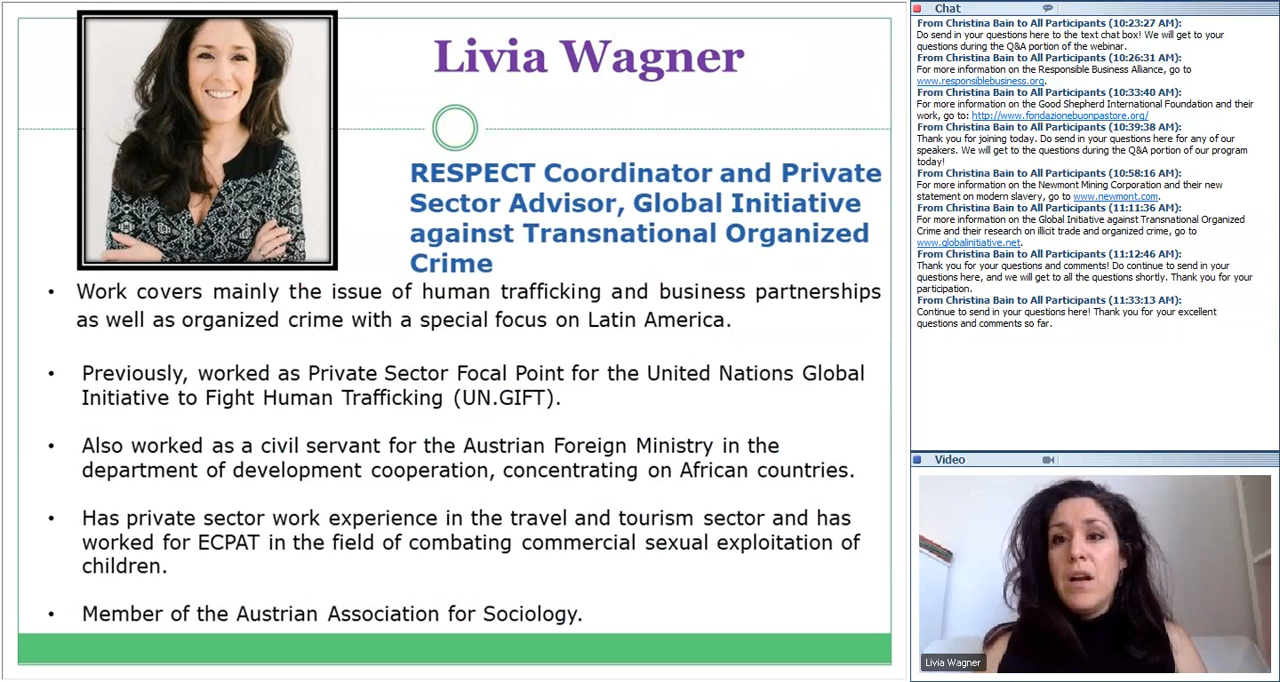 Livia Wagner
RESPECT Coordinator and Private
Sector Advisor, Global Initiative
against Transnational Organized
Crime
• Work covers mainly the issue of human trafficking and business partnerships
as well as organized crime with a special focus on Latin America.
• Previously, worked as Private Sector Focal Point for the United Nations Global
Initiative to Fight Human Trafficking (UN.GIFT).
• Also worked as a civil servant for the Austrian Foreign Ministry in the
department of development cooperation, concentrating on African countries.
• Has private sector work experience in the travel and tourism sector and has
worked for ECPAT in the field of combating commercial sexual exploitation of
children.
• Member of the Austrian Association for Sociology.
Chat
From Christina Bain to All Participants (10:23:27 AM):
Do send in your questions here to the text chat box! We will get to your
questions during the Q&A portion of the webinar.
From Christina Bain to All Participants (10:26:31 AM):
For more information on the Responsible Business Alliance, go to
www.responsiblebusiness.org.
From Christina Bain to All Participants (10:33:40 AM):
For more information on the Good Shepherd International Foundation and their
work, go to: http://www.fondazionebuonpastore.org/
From Christina Bain to All Participants (10:39:38 AM):
Thank you for joining today. Do send in your questions here for any of our
speakers. We will get to the questions during the Q&A portion of our program
today!
From Christina Bain to All Participants (10:58:16 AM):
For more information on the Newmont Mining Corporation and their new
statement on modern slavery, go to www.newmont.com.
From Christina Bain to All Participants (11:11:36 AM):
For more information on the Global Initiative against Transnational Organized
Crime and their research on illicit trade and organized crime, go to
www.globalinitiative.net.
From Christina Bain to All Participants (11:12:46 AM):
Thank you for your questions and comments! Do continue to send in your
questions here, and we will get to all the questions shortly. Thank you for your
participation.
From Christina Bain to All Participants (11:33:13 AM):
Continue to send in your questions here! Thank you for your excellent
questions and comments so far.
Video
Livia Wagner